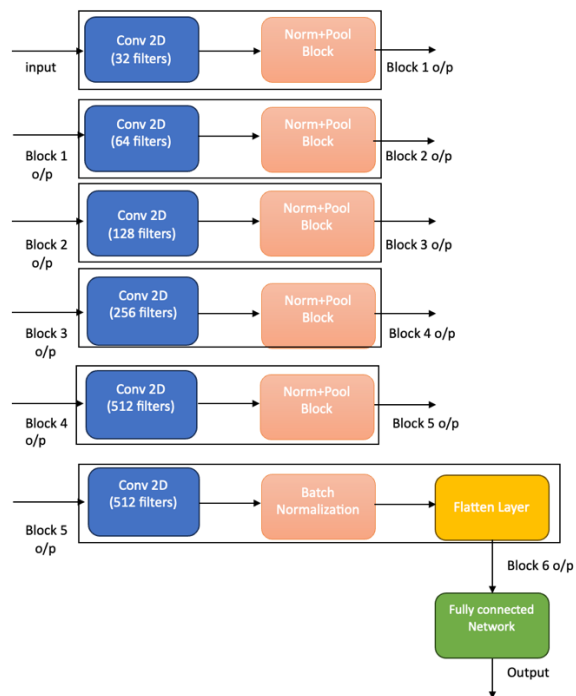 Conv 2D
(32 filters)
Norm+Pool
Block
input
Block 1 o/p
Conv 2D
(64 filters)
Norm+Pool
Block
Block 1
o/p
Block 2 o/p
Conv 2D
(128 filters)
Norm+Pool
Block
Block 2
o/p
Block 3 o/p
Conv 2D
(256 filters)
Norm+Pool
Block
Block 3
o/p
Block 4 o/p
Conv 2D
(512 filters)
Norm+Pool
Block
Block 4
o/p
Block 5 o/p
Conv 2D
(512 filters)
Batch
Normalization
Flatten Layer
Block 5
o/p
Block 6 o/p
Fully connected
Network
Output